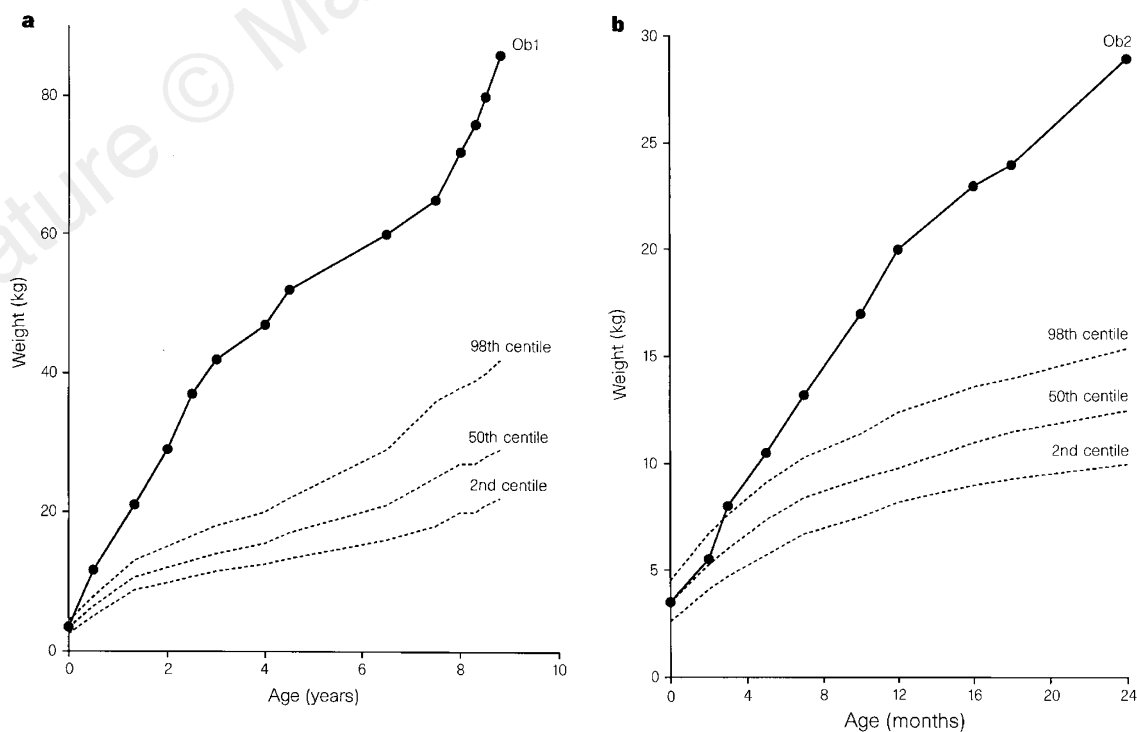 a
Ob1
80
60
40
20
0
Weight (kg)
98th centile
50th centile
2nd centile
0 2 4 6 8 10
Age (years)
b
Ob2
30
25
20
15
10
5
0
Weight (kg)
98th centile
50th centile
2nd centile
0 4 8 12 16 20 24
Age (months)
ature © Ma